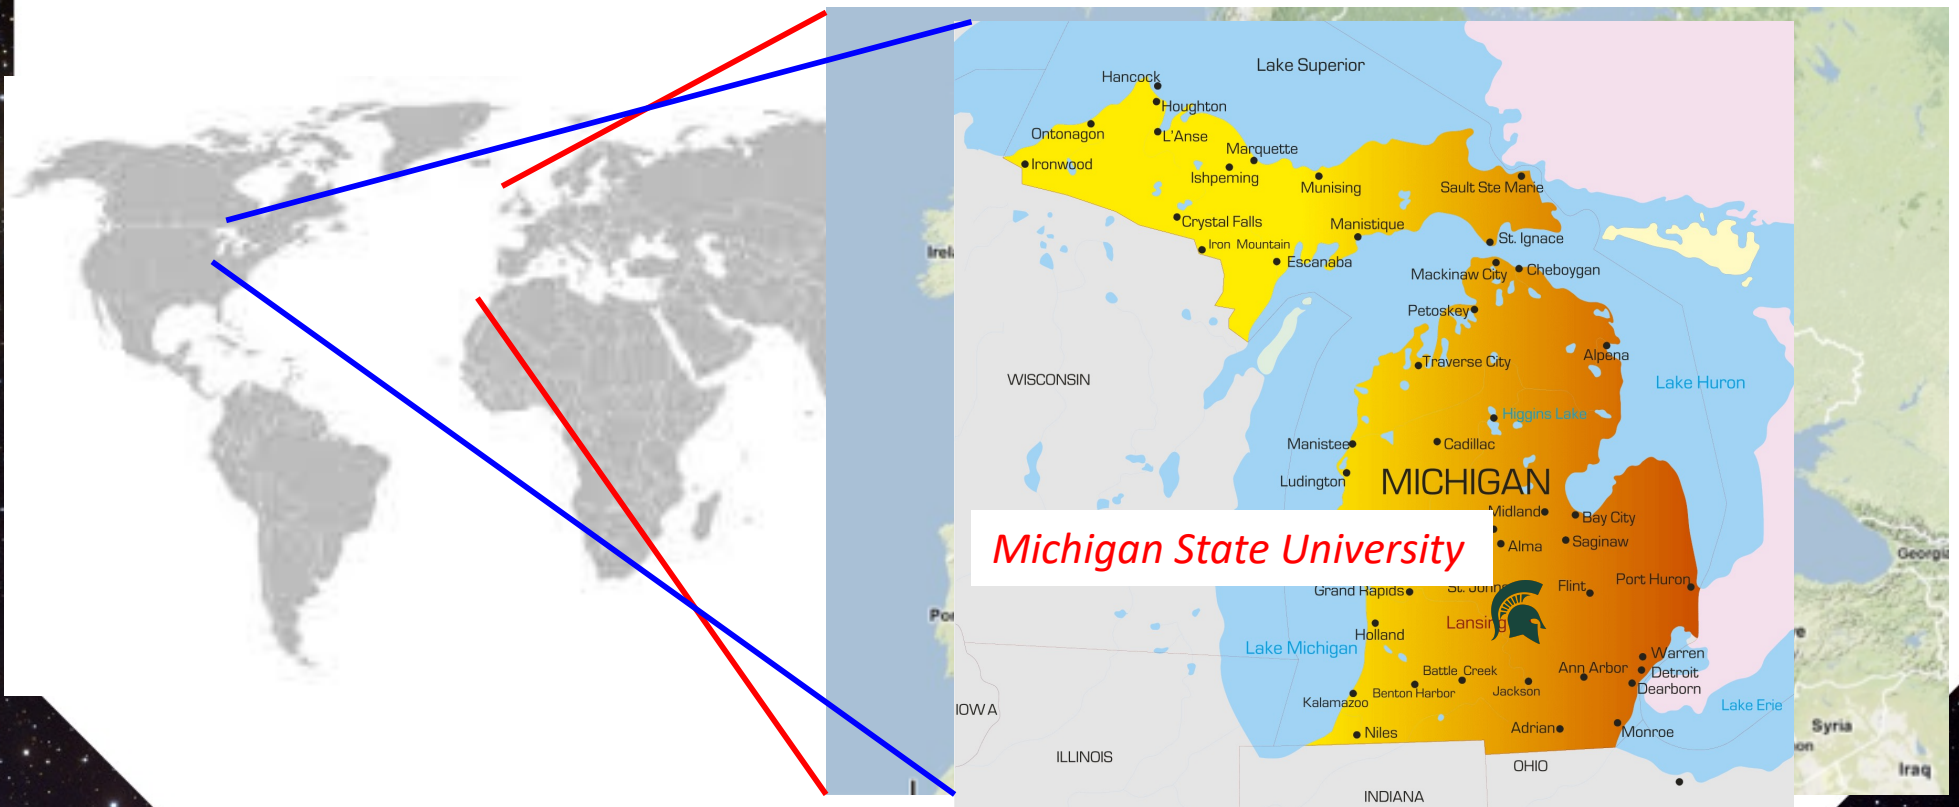 Lake Superior
Hancock
Houghton
Ontonagon
L'Anse
Marquette
Ironwood
Ishpeming
Munising
Sault Ste Marie
Crystal Falls
Manistique
Iron Mountain
St. Ignace
Escanaba
Mackinaw City
Cheboygan
Petoskey
Alpena
Traverse City
WISCONSIN
Lake Huron
Higgins Lake
Manistee
Cadillac
Ludington
MICHIGAN
Midland
Bay City
Michigan State University
Alma
Saginaw
Georgia
Grand Rapids
St. Johns
Flint
Port Huron
Lansing
Holland
Lake Michigan
Warren
Battle Creek
Ann Arbor
Detroit
Kalamazoo
Benton Harbor
Jackson
Dearborn
IOWA
Lake Erie
Niles
Adrian
Monroe
Syria
ILLINOIS
OHIO
Iraq
INDIANA